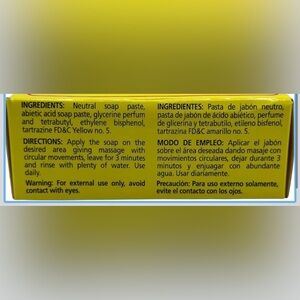 INGREDIENTS: Neutral soap paste,
abietic acid soap paste, glycerine perfum
and tetrabutyl, ethylene bisphenol,
tartrazine FD&C Yellow no. 5.
DIRECTIONS: Apply the soap on the
desired area giving massage with
circular movements, leave for 3 minutes
and rinse with plenty of water. Use
daily.
Warning: For external use only, avoid
contact with eyes.
INGREDIENTES: Pasta de jabón neutro,
pasta de jabón de ácido abiético, perfume
de glicerina y tetrabutilo, etileno bisfenol,
tartrazina FD&C amarillo no. 5.
MODO DE EMPLEO: Aplicar el jabón
sobre el área deseada dando masaje con
movimientos circulares, dejar durante 3
minutos y enjuagar con abundante
agua. Usar diariamente.
Precaución: Para uso externo solamente,
evite el contacto con los ojos.